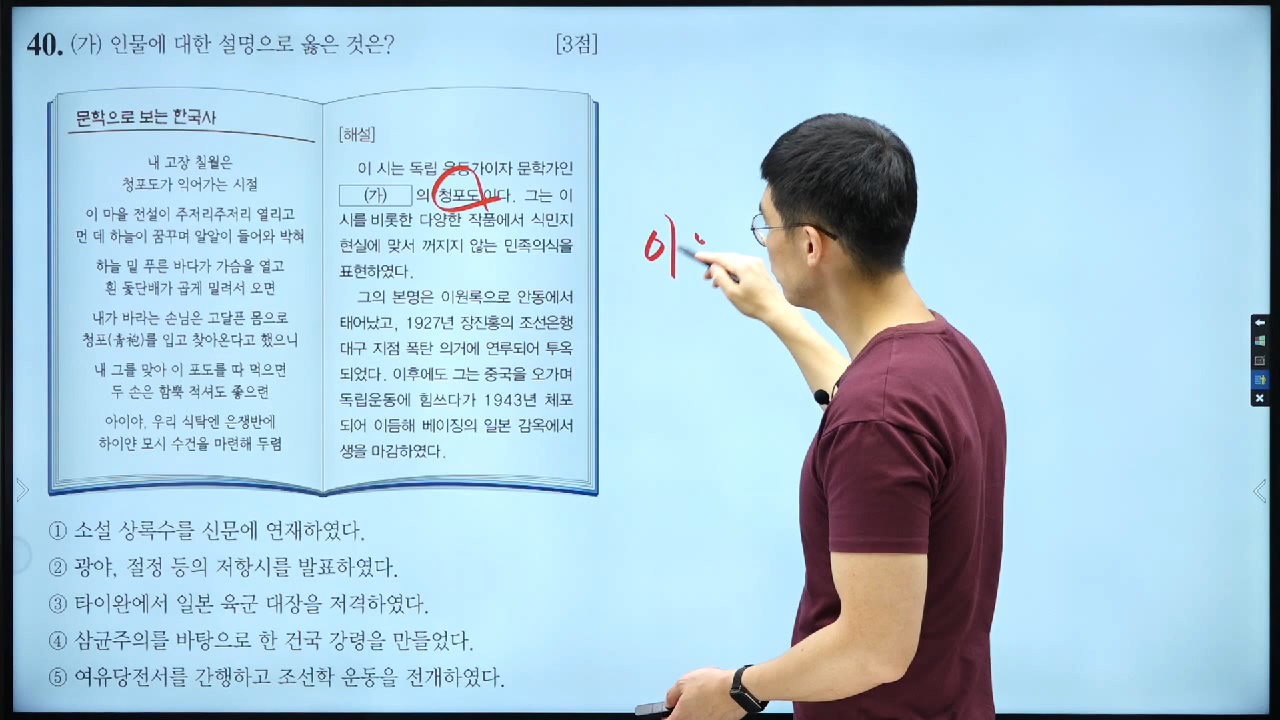 40. (가) 인물에 대한 설명으로 옳은 것은? [3점]
문학으로 보는 한국사
내 고장 칠월은
청포도가 익어가는 시절
이 마을 전설이 주저리주저리 열리고
먼 데 하늘이 꿈꾸며 알알이 들어와 박혀
하늘 밑 푸른 바다가 가슴을 열고
흰 돛단배가 곱게 밀려서 오면
내가 바라는 손님은 고달픈 몸으로
청포(靑袍)를 입고 찾아온다고 했으니
내 그를 맞아 이 포도를 따 먹으면
두 손은 함뿍 적셔도 좋으련
아이야, 우리 식탁엔 은쟁반에
하이얀 모시 수건을 마련해 두렴
[해설]
이 시는 독립 운동가이자 문학가인
(가) 의 청포도이다. 그는 이
시를 비롯한 다양한 작품에서 식민지
현실에 맞서 꺼지지 않는 민족의식을
표현하였다.
그의 본명은 이원록으로 안동에서
태어났고, 1927년 장진홍의 조선은행
대구 지점 폭탄 의거에 연루되어 투옥
되었다. 이후에도 그는 중국을 오가며
독립운동에 힘쓰다가 1943년 체포
되어 이듬해 베이징의 일본 감옥에서
생을 마감하였다.
이
① 소설 상록수를 신문에 연재하였다.
② 광야, 절정 등의 저항시를 발표하였다.
③ 타이완에서 일본 육군 대장을 저격하였다.
④ 삼균주의를 바탕으로 한 건국 강령을 만들었다.
⑤ 여유당전서를 간행하고 조선학 운동을 전개하였다.